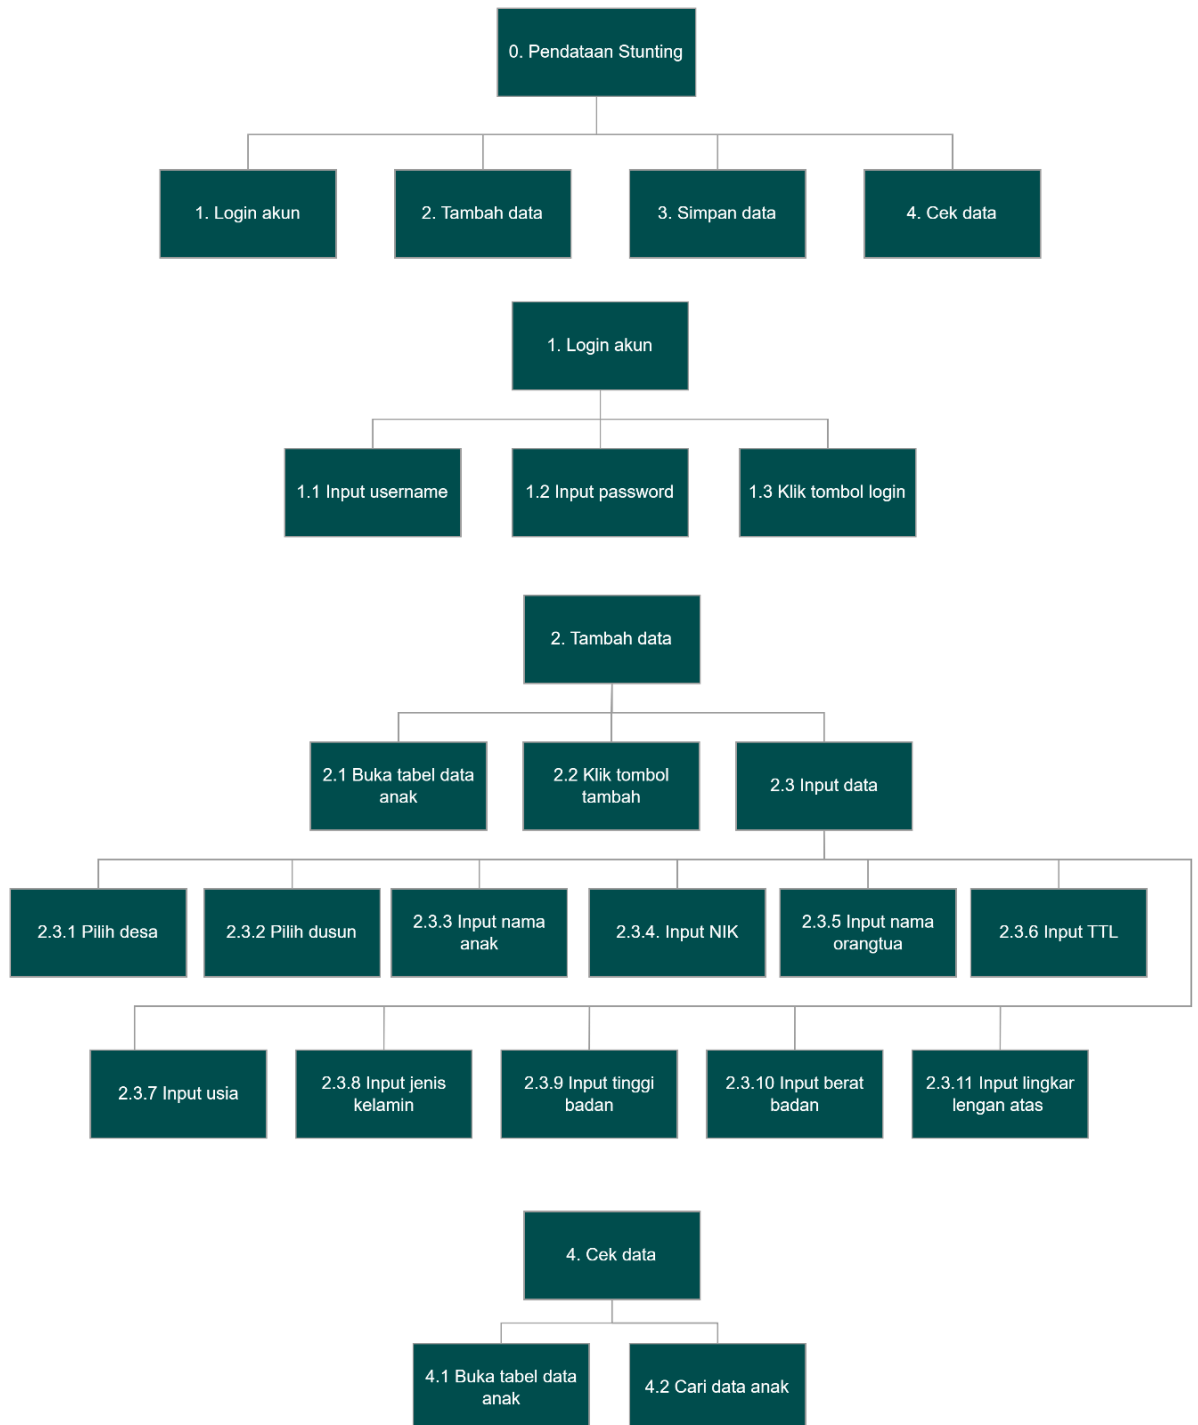 0. Pendataan Stunting
1. Login akun
2. Tambah data
3. Simpan data
4. Cek data
1. Login akun
1.1 Input username
1.2 Input password
1.3 Klik tombol login
2. Tambah data
2.1 Buka tabel data
anak
2.2 Klik tombol
tambah
2.3 Input data
2.3.1 Pilih desa
2.3.2 Pilih dusun
2.3.3 Input nama
anak
2.3.4. Input NIK
2.3.5 Input nama
orangtua
2.3.6 Input TTL
2.3.7 Input usia
2.3.8 Input jenis
kelamin
2.3.9 Input tinggi
badan
2.3.10 Input berat
badan
2.3.11 Input lingkar
lengan atas
4. Cek data
4.1 Buka tabel data
anak
4.2 Cari data anak